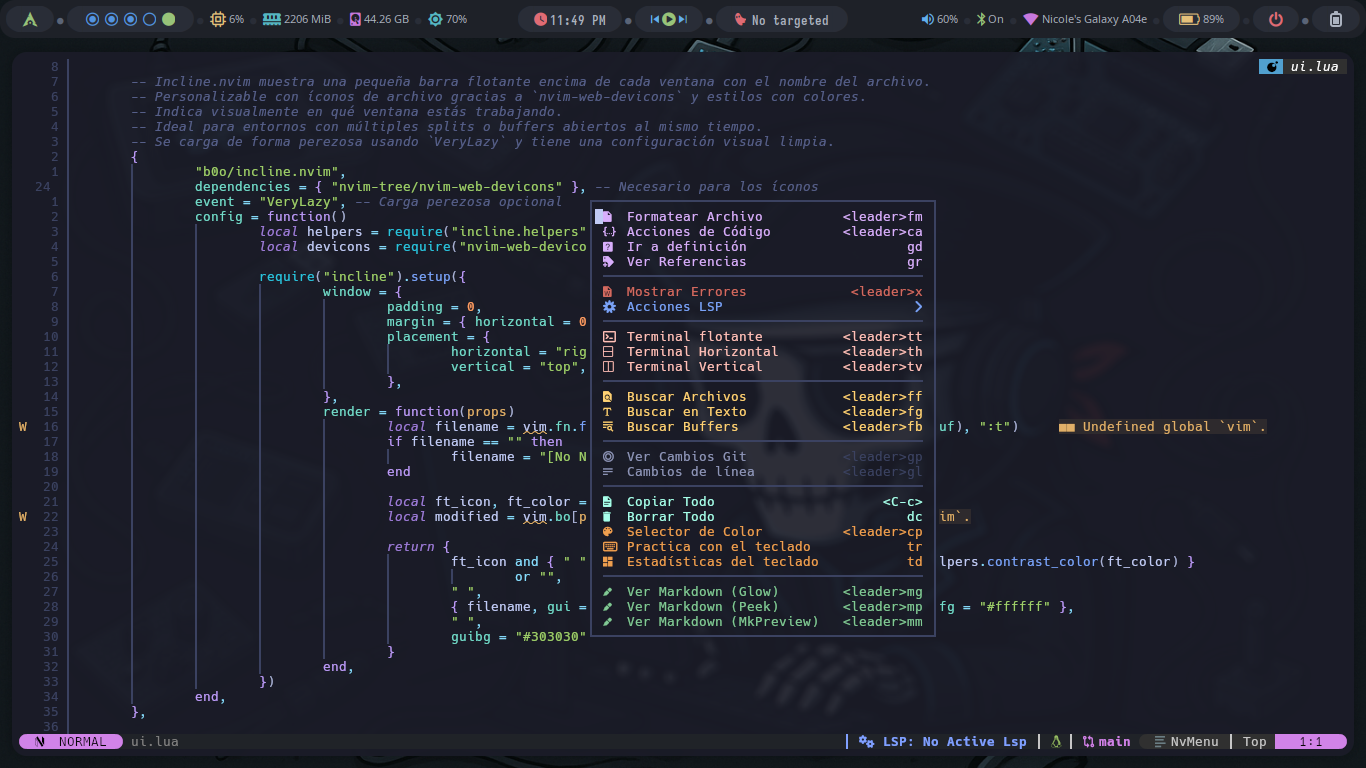 6% 2206 MiB 44.26 GB 70% 11:49 PM No targeted 60% On Nicole's Galaxy A04e 89%
ui.lua
8
7 -- Incline.nvim muestra una pequeña barra flotante encima de cada ventana con el nombre del archivo.
6 -- Personalizable con íconos de archivo gracias a `nvim-web-devicons` y estilos con colores.
5 -- Indica visualmente en qué ventana estás trabajando.
4 -- Ideal para entornos con múltiples splits o buffers abiertos al mismo tiempo.
3 -- Se carga de forma perezosa usando `VeryLazy` y tiene una configuración visual limpia.
2 {
1 "b0o/incline.nvim",
24 dependencies = { "nvim-tree/nvim-web-devicons" }, -- Necesario para los íconos
1 event = "VeryLazy", -- Carga perezosa opcional
2 config = function()
3 local helpers = require("incline.helpers"
4 local devicons = require("nvim-web-devico
5
6 require("incline").setup({
7 window = {
8 padding = 0,
9 margin = { horizontal = 0
10 placement = {
11 horizontal = "rig
12 vertical = "top",
13 },
14 },
15 render = function(props)
W 16 local filename = vim.fn.f uf), ":t") ■■ Undefined global `vim`.
17 if filename == "" then
18 filename = "[No N
19 end
20
21 local ft_icon, ft_color =
W 22 local modified = vim.bo[p im`.
23
24 return {
25 ft_icon and { " " lpers.contrast_color(ft_color) }
26 or "",
27 " ",
28 { filename, gui = fg = "#ffffff" },
29 " ",
30 guibg = "#303030"
31 }
32 end,
33 })
34 end,
35 },
36
Formatear Archivo <leader>fm
Acciones de Código <leader>ca
Ir a definición gd
Ver Referencias gr
Mostrar Errores <leader>x
Acciones LSP
Terminal flotante <leader>tt
Terminal Horizontal <leader>th
Terminal Vertical <leader>tv
Buscar Archivos <leader>ff
Buscar en Texto <leader>fg
Buscar Buffers <leader>fb
Ver Cambios Git <leader>gp
Cambios de línea <leader>gl
Copiar Todo <C-c>
Borrar Todo dc
Selector de Color <leader>cp
Practica con el teclado tr
Estadísticas del teclado td
Ver Markdown (Glow) <leader>mg
Ver Markdown (Peek) <leader>mp
Ver Markdown (MkPreview) <leader>mm
NORMAL ui.lua LSP: No Active Lsp main NvMenu Top 1:1